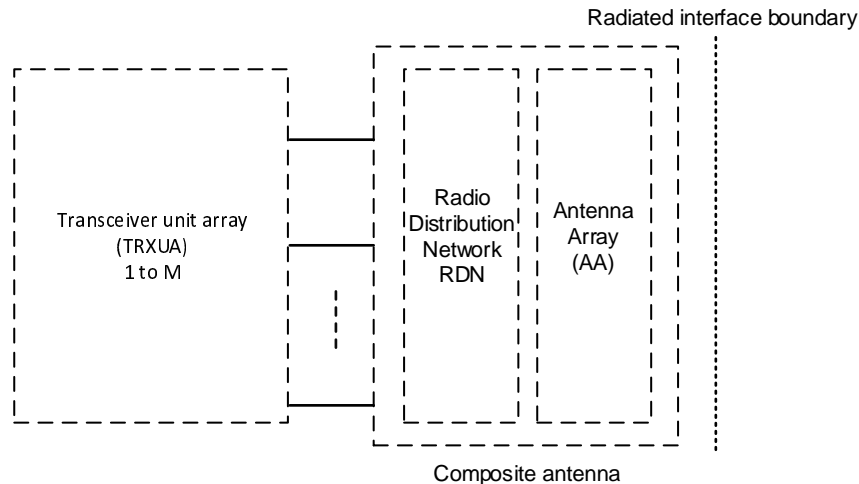 Radiated interface boundary
Transceiver unit array
(TRXUA)
1 to M
Radio
Distribution
Network
RDN
Antenna
Array
(AA)
Composite antenna